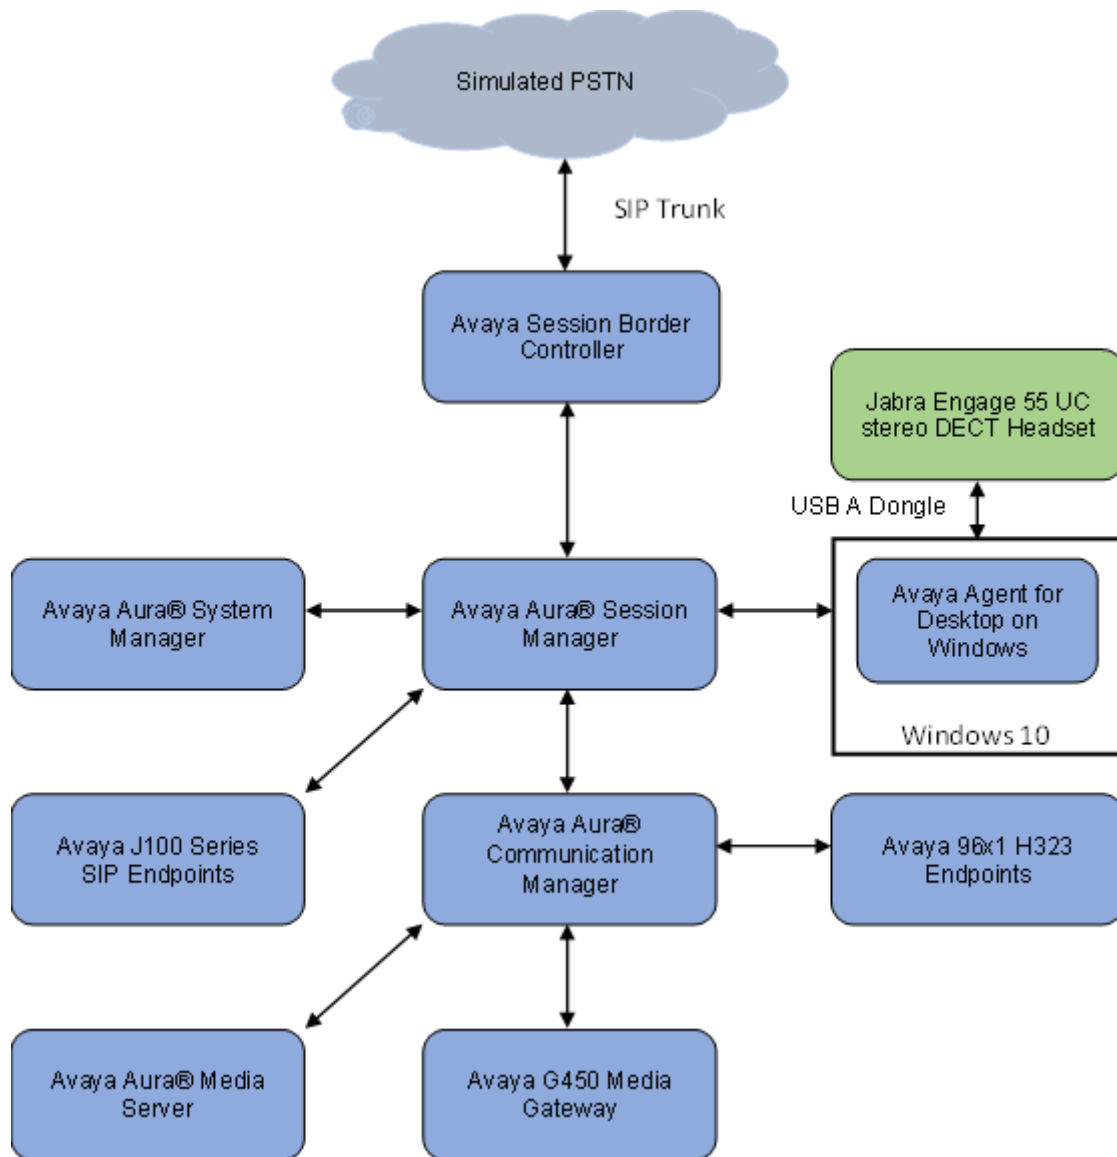 Simulated PSTN
SIP Trunk
Avaya Session Border
Controller
Jabra Engage 55 UC
stereo DECT Headset
USB A Dongle
Avaya Aura® System
Manager
Avaya Aura® Session
Manager
Avaya Agent for
Desktop on
Windows
Windows 10
Avaya J100 Series
SIP Endpoints
Avaya Aura®
Communication
Manager
Avaya 96x1 H323
Endpoints
Avaya Aura® Media
Server
Avaya G450 Media
Gateway